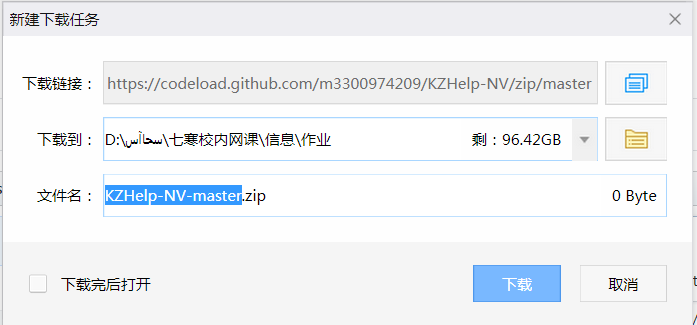 新建下载任务
下载链接： https://codeload.github.com/m3300974209/KZHelp-NV/zip/master
下载到： D:\سحاآس\七寒校内网课\信息\作业 剩：96.42GB
文件名： KZHelp-NV-master.zip 0 Byte
下载完后打开 下载 取消